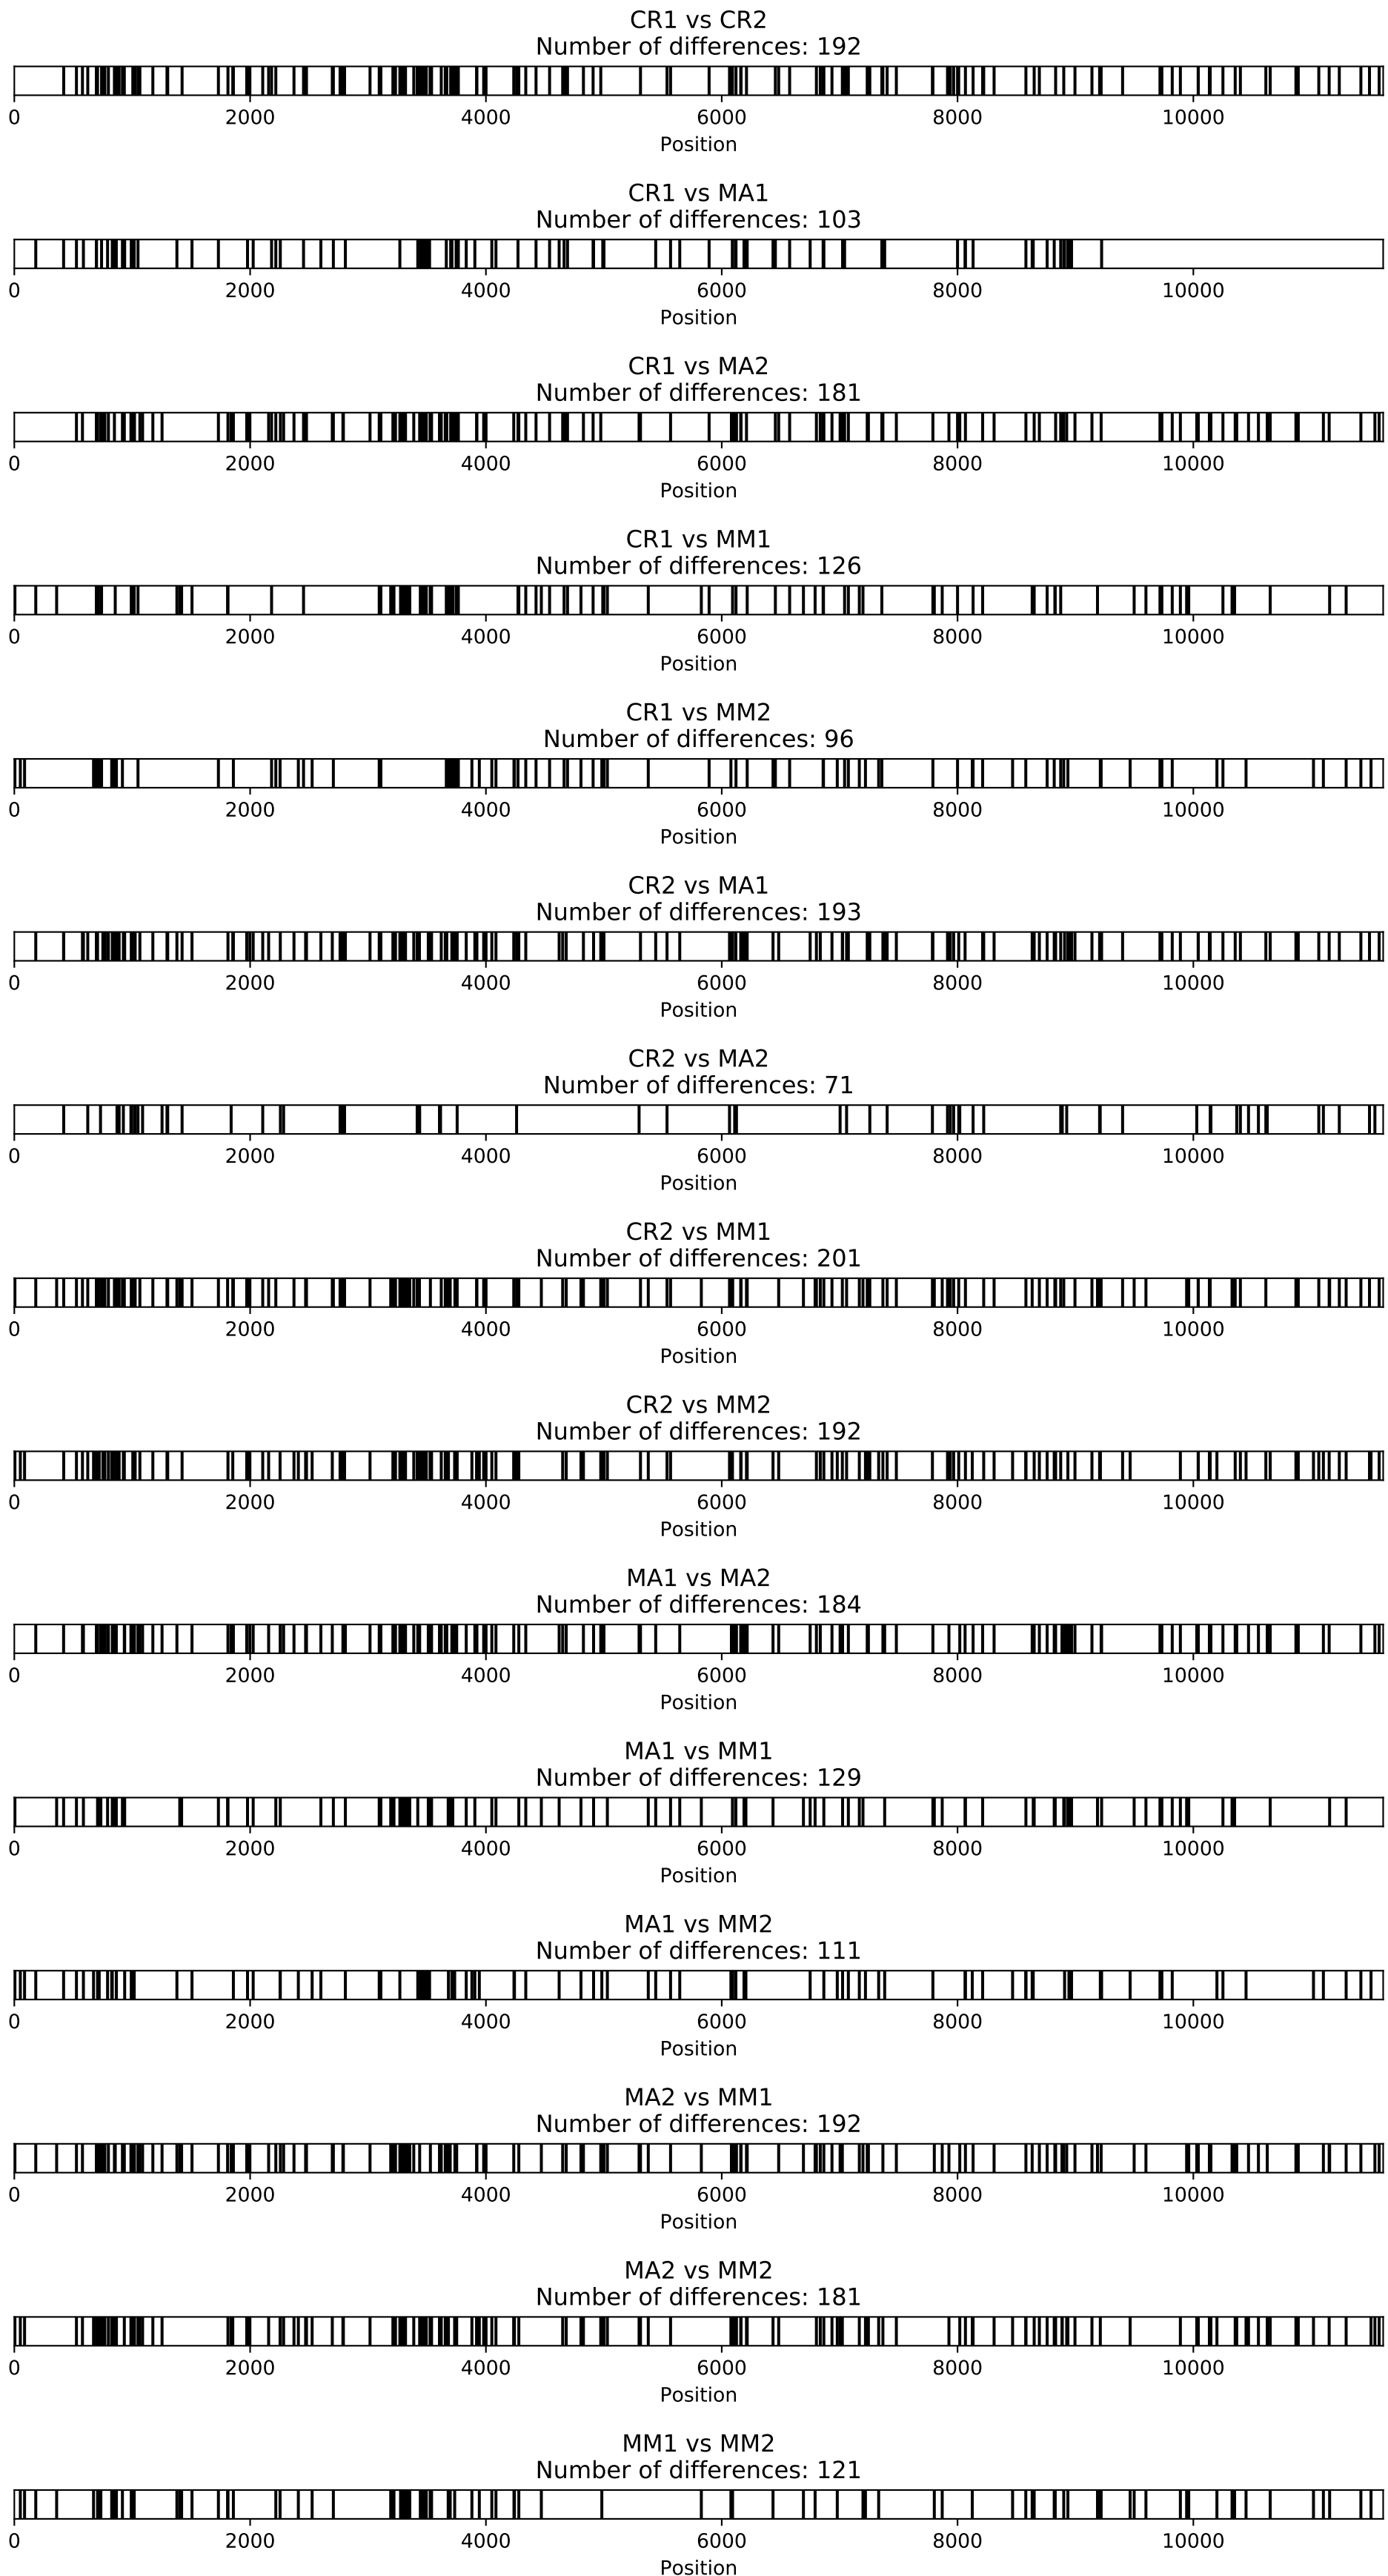 CR1 vs CR2
Number of differences: 192
0 2000 4000 6000 8000 10000
Position
CR1 vs MA1
Number of differences: 103
0 2000 4000 6000 8000 10000
Position
CR1 vs MA2
Number of differences: 181
0 2000 4000 6000 8000 10000
Position
CR1 vs MM1
Number of differences: 126
0 2000 4000 6000 8000 10000
Position
CR1 vs MM2
Number of differences: 96
0 2000 4000 6000 8000 10000
Position
CR2 vs MA1
Number of differences: 193
0 2000 4000 6000 8000 10000
Position
CR2 vs MA2
Number of differences: 71
0 2000 4000 6000 8000 10000
Position
CR2 vs MM1
Number of differences: 201
0 2000 4000 6000 8000 10000
Position
CR2 vs MM2
Number of differences: 192
0 2000 4000 6000 8000 10000
Position
MA1 vs MA2
Number of differences: 184
0 2000 4000 6000 8000 10000
Position
MA1 vs MM1
Number of differences: 129
0 2000 4000 6000 8000 10000
Position
MA1 vs MM2
Number of differences: 111
0 2000 4000 6000 8000 10000
Position
MA2 vs MM1
Number of differences: 192
0 2000 4000 6000 8000 10000
Position
MA2 vs MM2
Number of differences: 181
0 2000 4000 6000 8000 10000
Position
MM1 vs MM2
Number of differences: 121
0 2000 4000 6000 8000 10000
Position